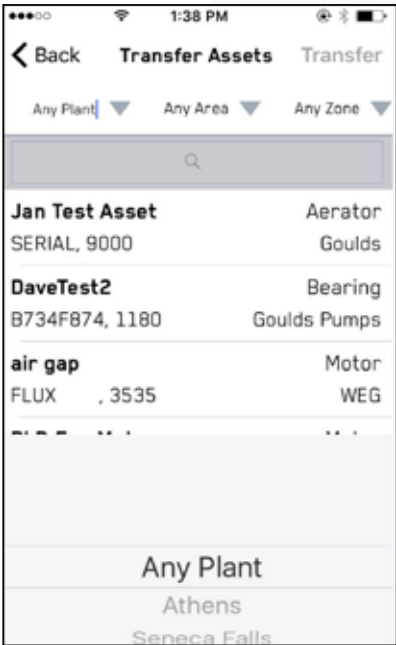 1:38 PM
Back Transfer Assets Transfer
Any Plant Any Area Any Zone
Jan Test Asset Aerator
SERIAL, 9000 Goulds
DaveTest2 Bearing
B734F874, 1180 Goulds Pumps
air gap Motor
FLUX , 3535 WEG
Any Plant
Athens
Seneca Falls